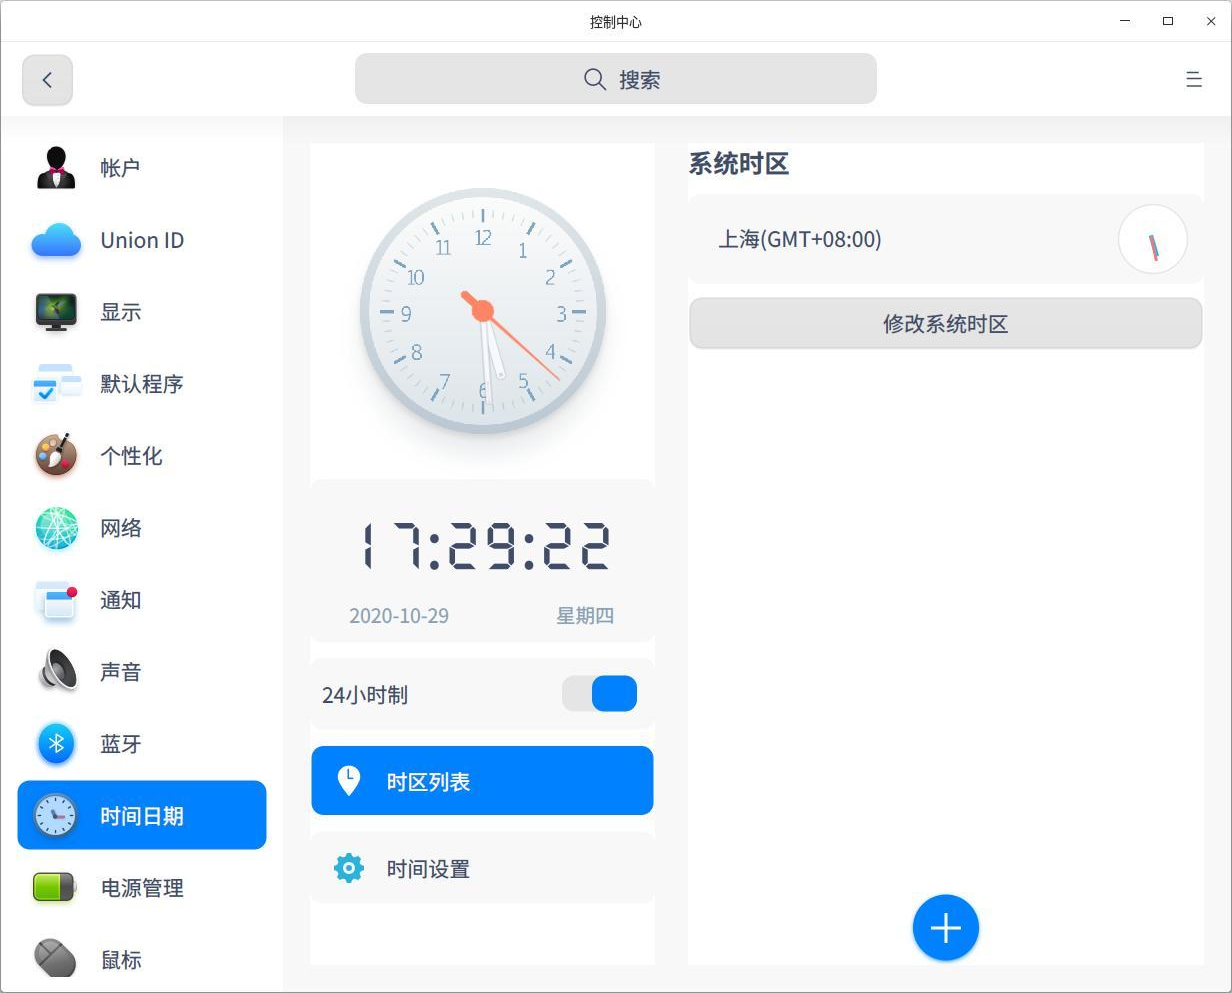 控制中心
搜索
帐户
Union ID
显示
默认程序
个性化
网络
通知
声音
蓝牙
时间日期
电源管理
鼠标
12
1
2
3
4
5
6
7
8
9
10
11
17:29:22
2020-10-29 星期四
24小时制
时区列表
时间设置
系统时区
上海(GMT+08:00)
修改系统时区